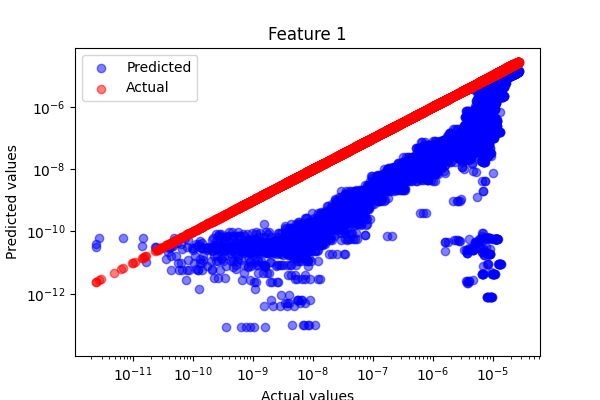 Feature 1
Predicted
Actual
Predicted values
10⁻⁶
10⁻⁸
10⁻¹⁰
10⁻¹²
10⁻¹¹ 10⁻¹⁰ 10⁻⁹ 10⁻⁸ 10⁻⁷ 10⁻⁶ 10⁻⁵
Actual values